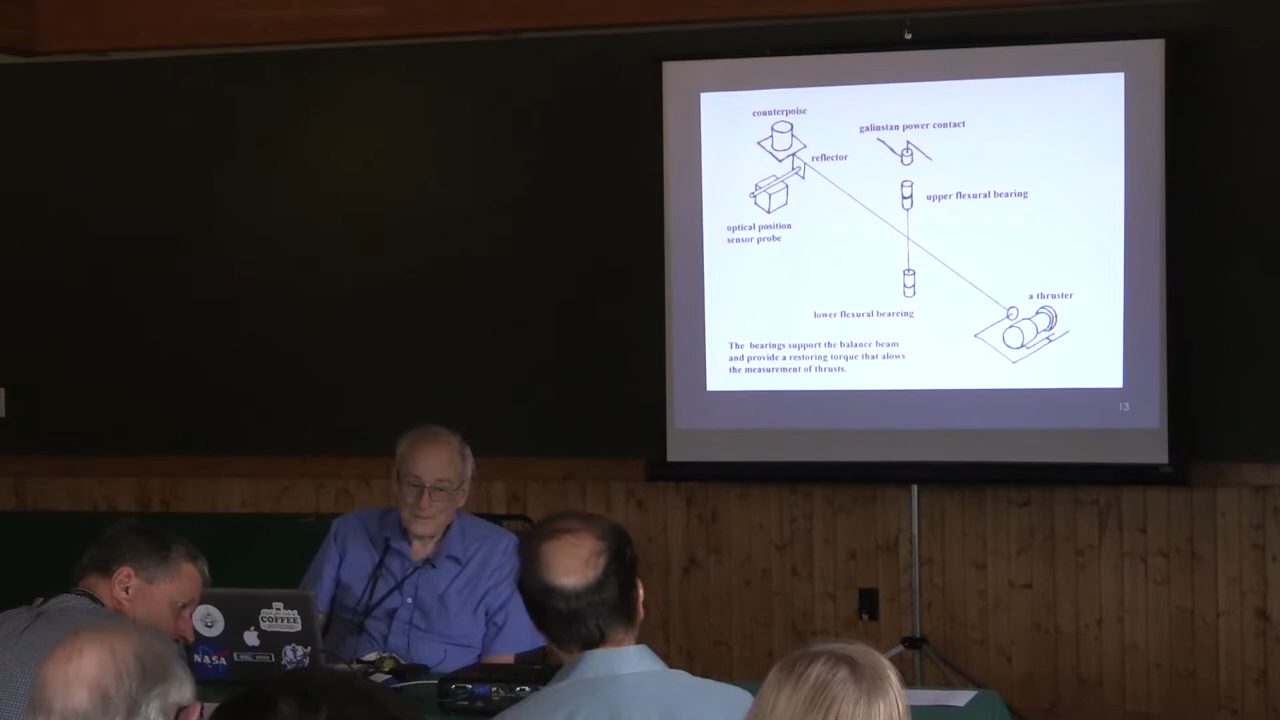 counterpoise
galinstan power contact
reflector
upper flexural bearing
optical position
sensor probe
a thruster
lower flexural beareing
The bearings support the balance beam
and provide a restoring torque that alows
the measurement of thrusts.
13
COFFEE
NASA